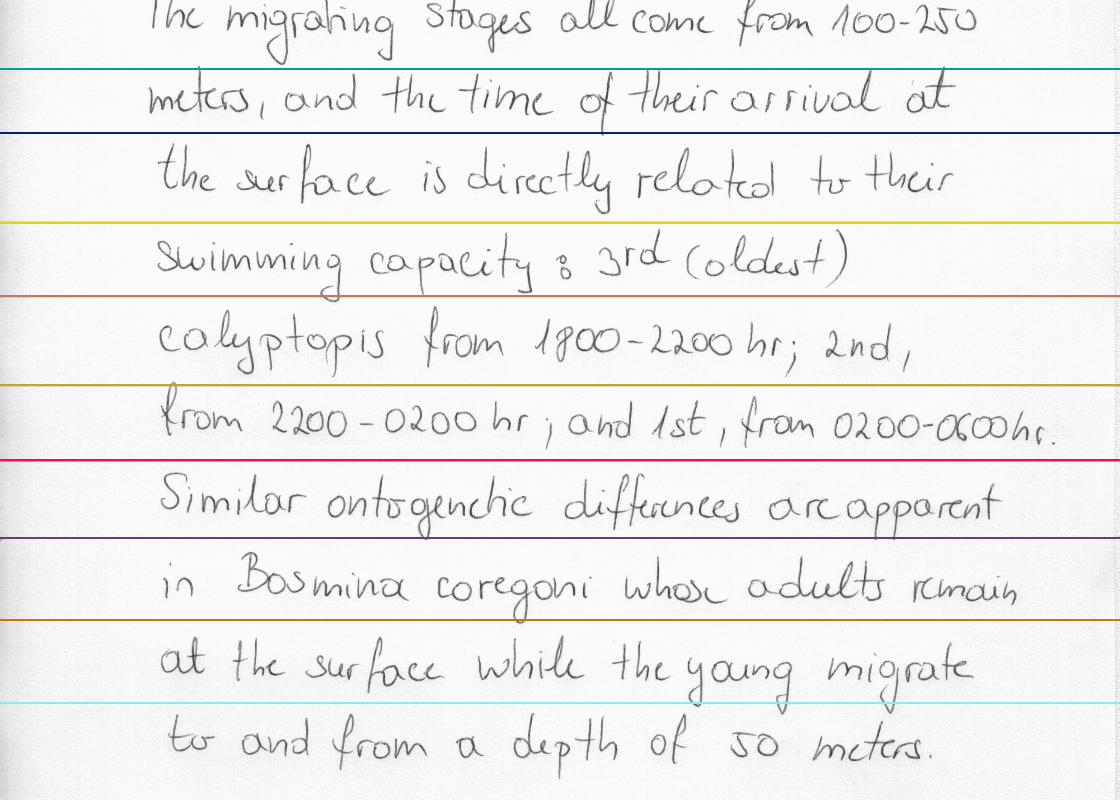 The migrating stages all come from 100-250
meters, and the time of their arrival at
the surface is directly related to their
swimming capacity : 3rd (oldest)
calyptopis from 1800-2200 hr; 2nd,
from 2200-0200 hr; and 1st, from 0200-0600hr.
Similar ontogenetic differences are apparent
in Bosmina coregoni whose adults remain
at the surface while the young migrate
to and from a depth of 50 meters.